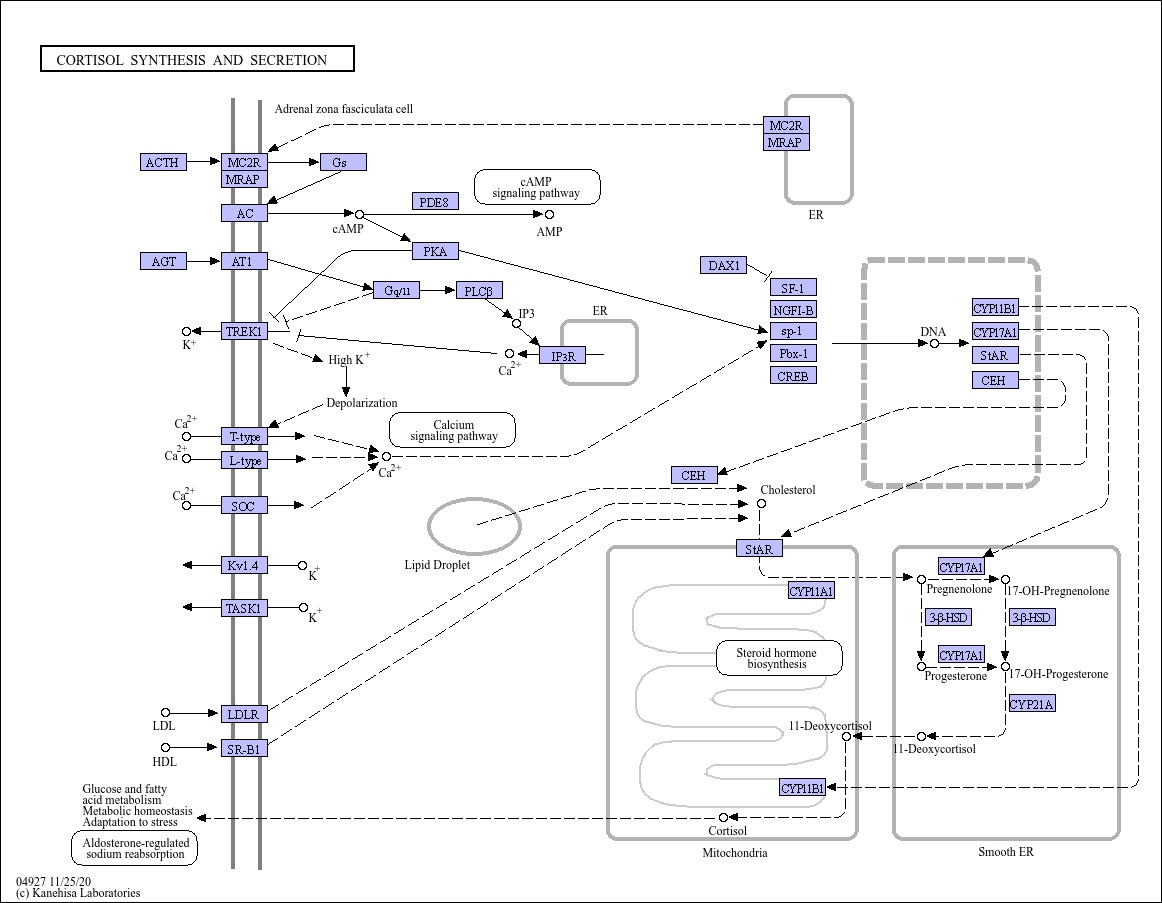 CORTISOL SYNTHESIS AND SECRETION
Adrenal zona fasciculata cell
MC2R
MRAP
ER
ACTH
MC2R
MRAP
Gs
cAMP
signaling pathway
PDE8
AC
cAMP
AMP
AGT
AT1
PKA
DAX1
Gq/11
PLCβ
IP3
ER
SF-1
NGFI-B
sp-1
Pbx-1
CREB
DNA
CYP11B1
CYP17A1
StAR
CEH
K+
TREK1
High K+
Ca2+
IP3R
Depolarization
Ca2+
T-type
Ca2+
L-type
Calcium
signaling pathway
Ca2+
Ca2+
SOC
CEH
Cholesterol
Lipid Droplet
StAR
Kv1.4
K+
TASK1
K+
CYP11A1
CYP17A1
Pregnenolone
17-OH-Pregnenolone
3-β-HSD
3-β-HSD
Steroid hormone
biosynthesis
CYP17A1
Progesterone
17-OH-Progesterone
CYP21A
LDL
LDLR
HDL
SR-B1
11-Deoxycortisol
11-Deoxycortisol
CYP11B1
Cortisol
Mitochondria
Smooth ER
Glucose and fatty
acid metabolism
Metabolic homeostasis
Adaptation to stress
Aldosterone-regulated
sodium reabsorption
04927 11/25/20
(c) Kanehisa Laboratories